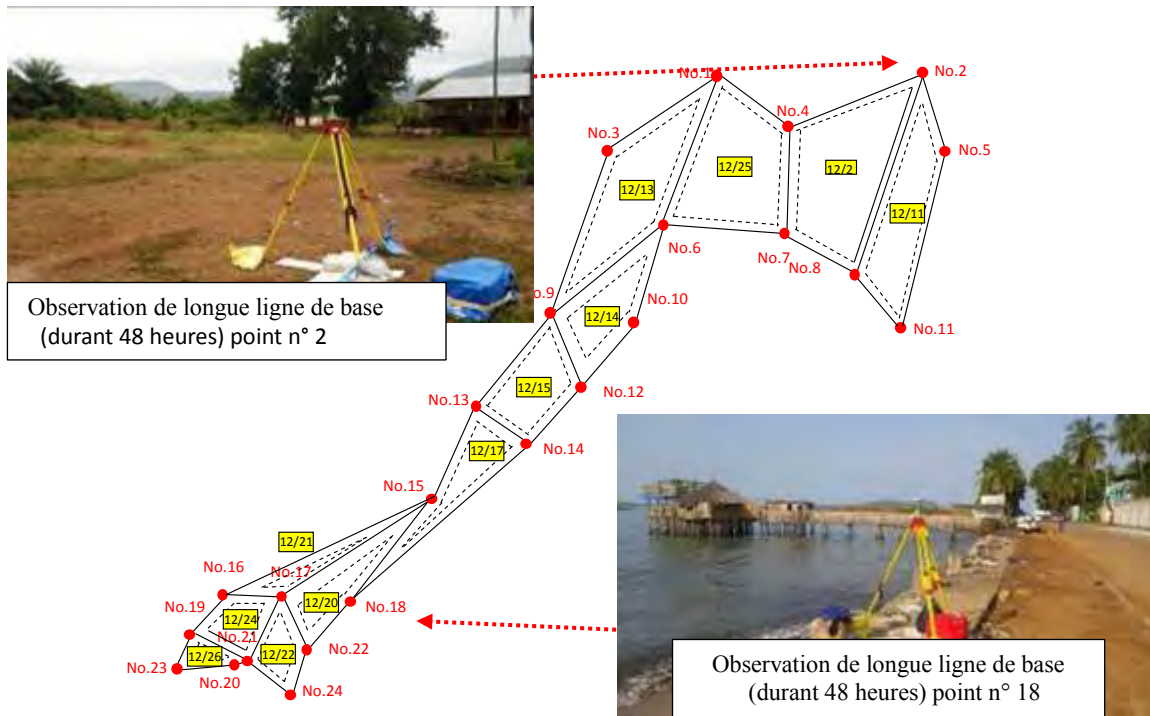 No.1
No.2
No.4
No.3
No.5
12/13
12/25
12/2
12/11
No.6
No.7
No.8
o.9
No.10
No.11
12/14
Observation de longue ligne de base
(durant 48 heures) point n° 2
12/15
No.12
No.13
12/17
No.14
No.15
12/21
No.16
No.17
12/20
No.18
No.19
12/24
No.21
No.22
12/26
12/22
No.23
No.20
No.24
Observation de longue ligne de base
(durant 48 heures) point n° 18